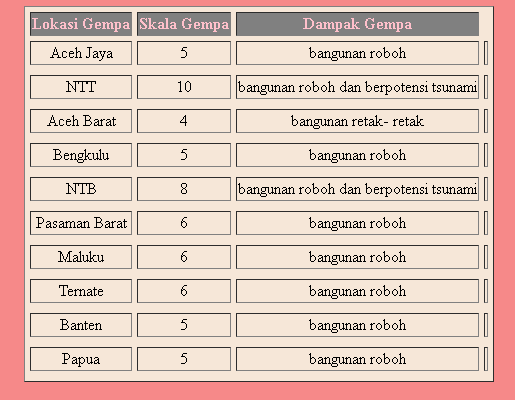 Lokasi Gempa Skala Gempa Dampak Gempa
Aceh Jaya 5 bangunan roboh
NTT 10 bangunan roboh dan berpotensi tsunami
Aceh Barat 4 bangunan retak- retak
Bengkulu 5 bangunan roboh
NTB 8 bangunan roboh dan berpotensi tsunami
Pasaman Barat 6 bangunan roboh
Maluku 6 bangunan roboh
Ternate 6 bangunan roboh
Banten 5 bangunan roboh
Papua 5 bangunan roboh